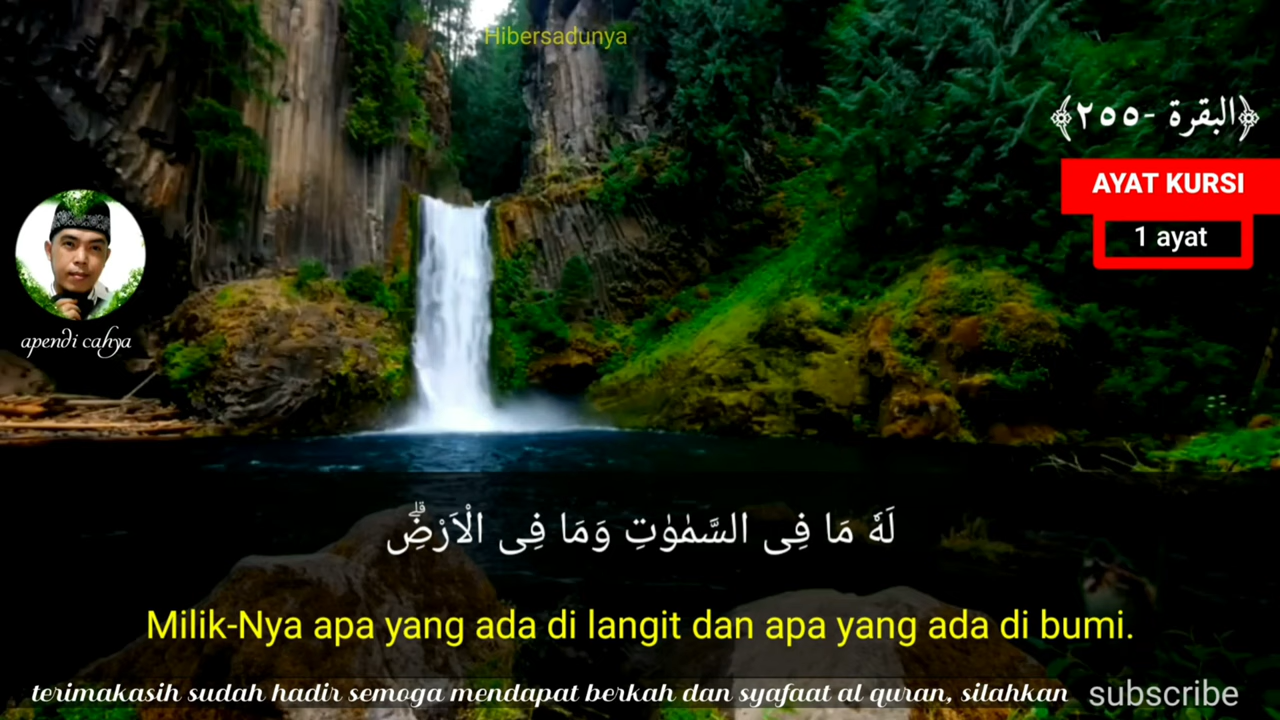 Hibersadunya
﴿البقرة -٢٥٥﴾
AYAT KURSI
1 ayat
apendi cahya
لَهٗ مَا فِى السَّمٰوٰتِ وَمَا فِى الْاَرْضِۗ
Milik-Nya apa yang ada di langit dan apa yang ada di bumi.
terimakasih sudah hadir semoga mendapat berkah dan syafaat al quran, silahkan subscribe